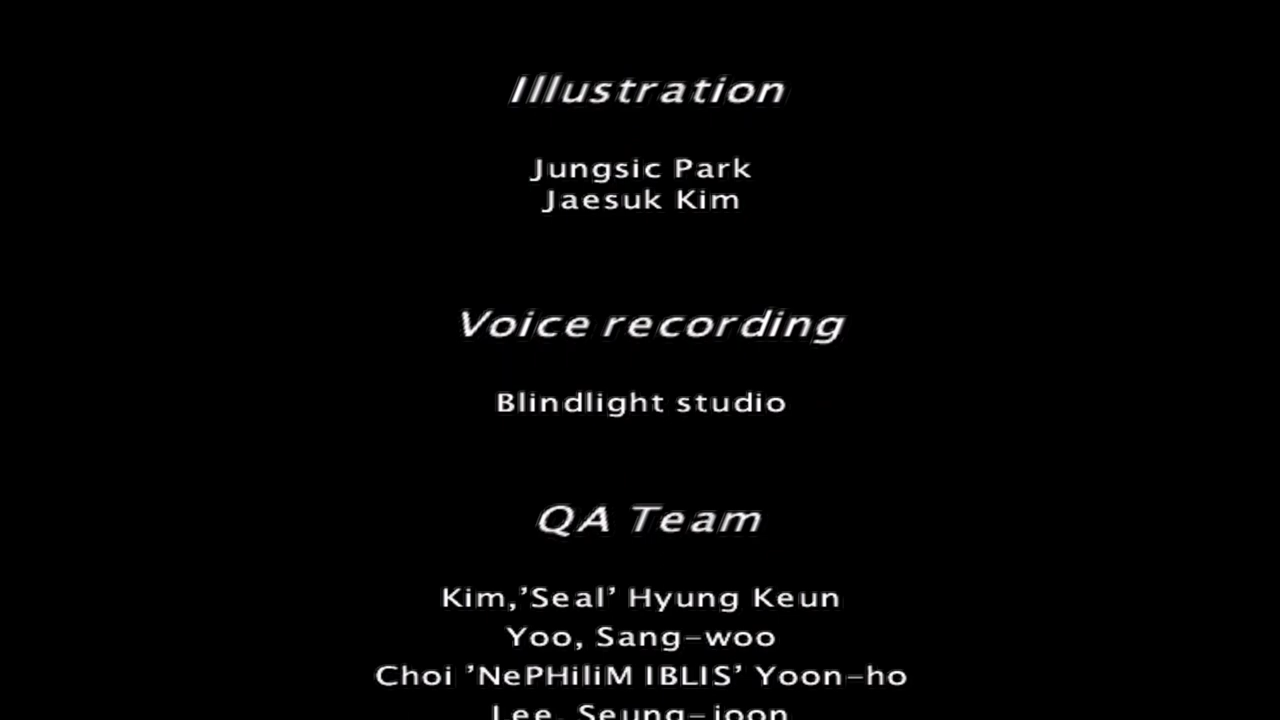 Illustration
Jungsic Park
Jaesuk Kim
Voice recording
Blindlight studio
QA Team
Kim,'Seal' Hyung Keun
Yoo, Sang-woo
Choi 'NePHiliM IBLIS' Yoon-ho
Lee, Seung-joon